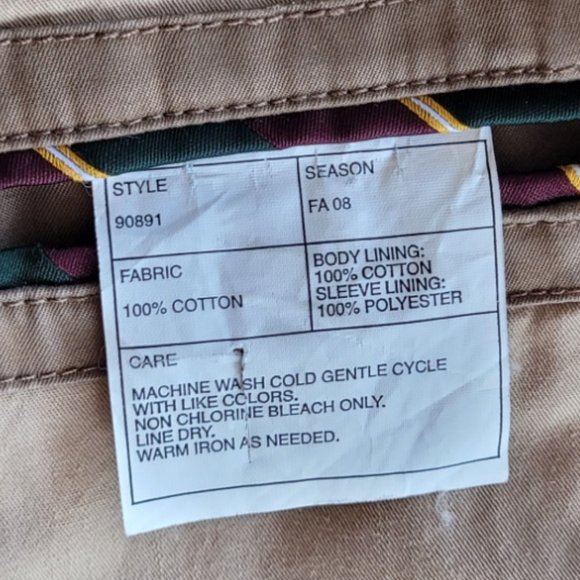 STYLE
90891
SEASON
FA 08
FABRIC
100% COTTON
BODY LINING:
100% COTTON
SLEEVE LINING:
100% POLYESTER
CARE
MACHINE WASH COLD GENTLE CYCLE
WITH LIKE COLORS.
NON CHLORINE BLEACH ONLY.
LINE DRY.
WARM IRON AS NEEDED.